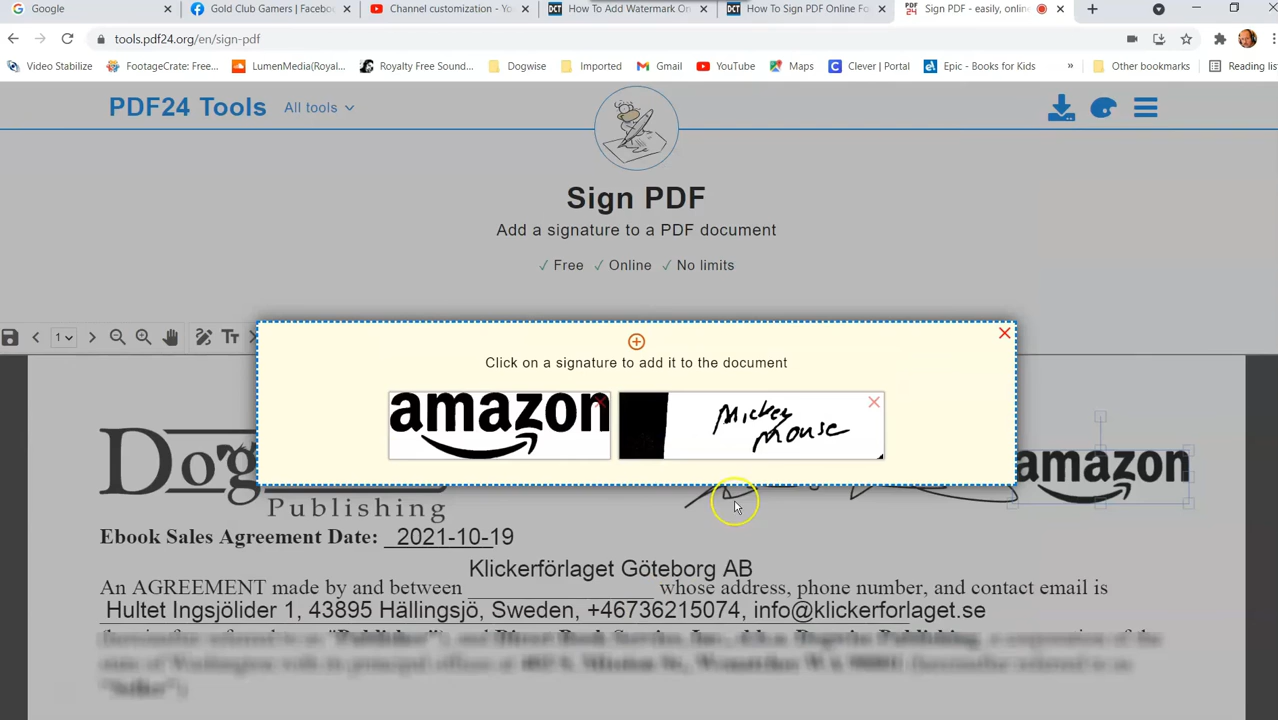 Google
Gold Club Gamers | Facebo
Channel customization - Yo
How To Add Watermark On
How To Sign PDF Online Fo
Sign PDF - easily, onlin
tools.pdf24.org/en/sign-pdf
Video Stabilize
FootageCrate: Free...
LumenMedia(Royal...
Royalty Free Sound...
Dogwise
Imported
Gmail
YouTube
Maps
Clever | Portal
Epic - Books for Kids
»
Other bookmarks
Reading list
PDF24 Tools
All tools
Sign PDF
Add a signature to a PDF document
✓ Free ✓ Online ✓ No limits
1
Click on a signature to add it to the document
amazon
Mickey
Mouse
Do
Publishing
amazon
Ebook Sales Agreement Date: 2021-10-19
Klickerförlaget Göteborg AB
An AGREEMENT made by and between whose address, phone number, and contact email is
Hultet Ingsjölider 1, 43895 Hällingsjö, Sweden, +46736215074, info@klickerforlaget.se